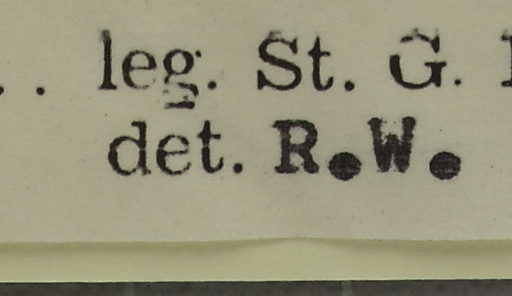 . . leg. St. G.
det. R.W.